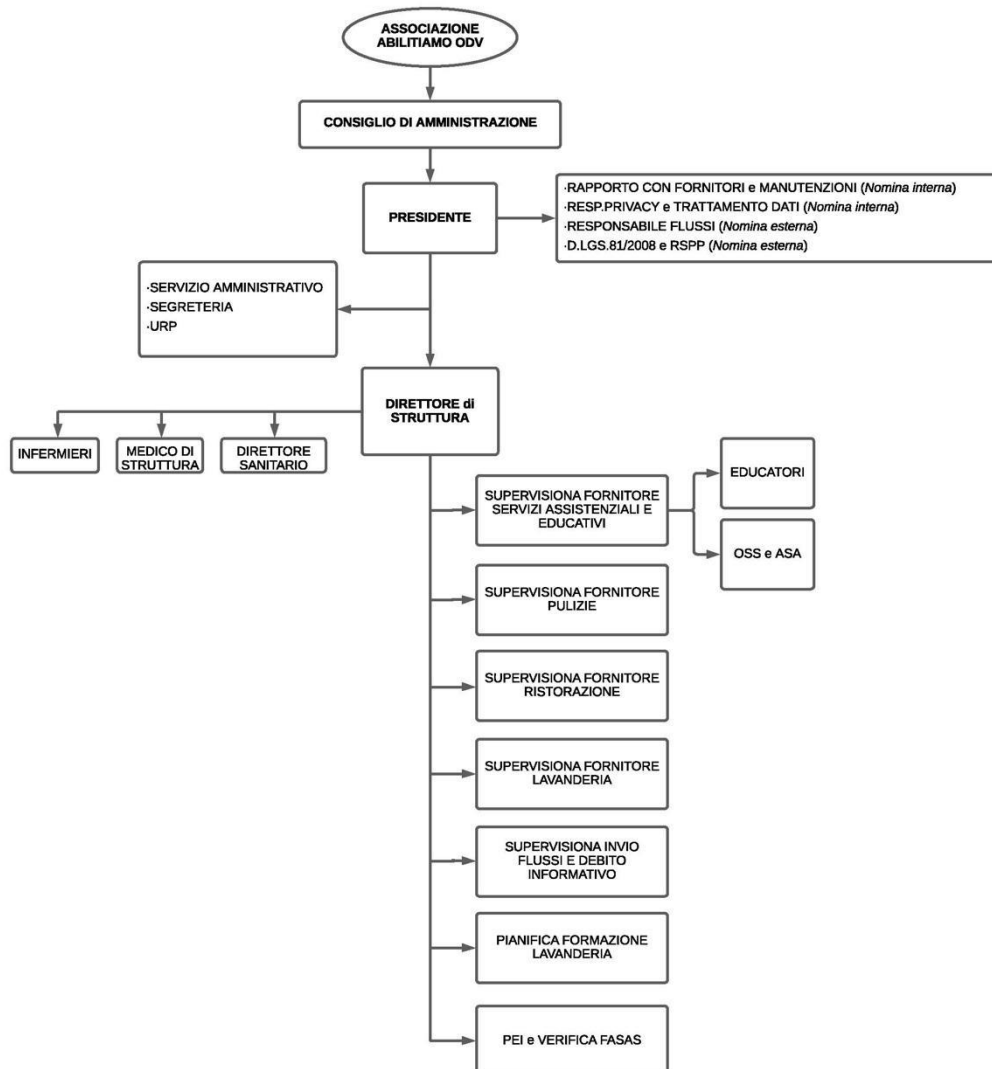 ASSOCIAZIONE
ABILITIAMO ODV
CONSIGLIO DI AMMINISTRAZIONE
PRESIDENTE
·RAPPORTO CON FORNITORI e MANUTENZIONI (Nomina interna)
·RESP.PRIVACY e TRATTAMENTO DATI (Nomina interna)
·RESPONSABILE FLUSSI (Nomina esterna)
·D.LGS.81/2008 e RSPP (Nomina esterna)
·SERVIZIO AMMINISTRATIVO
·SEGRETERIA
·URP
DIRETTORE di
STRUTTURA
INFERMIERI
MEDICO DI
STRUTTURA
DIRETTORE
SANITARIO
SUPERVISIONA FORNITORE
SERVIZI ASSISTENZIALI E
EDUCATIVI
EDUCATORI
OSS e ASA
SUPERVISIONA FORNITORE
PULIZIE
SUPERVISIONA FORNITORE
RISTORAZIONE
SUPERVISIONA FORNITORE
LAVANDERIA
SUPERVISIONA INVIO
FLUSSI E DEBITO
INFORMATIVO
PIANIFICA FORMAZIONE
LAVANDERIA
PEI e VERIFICA FASAS